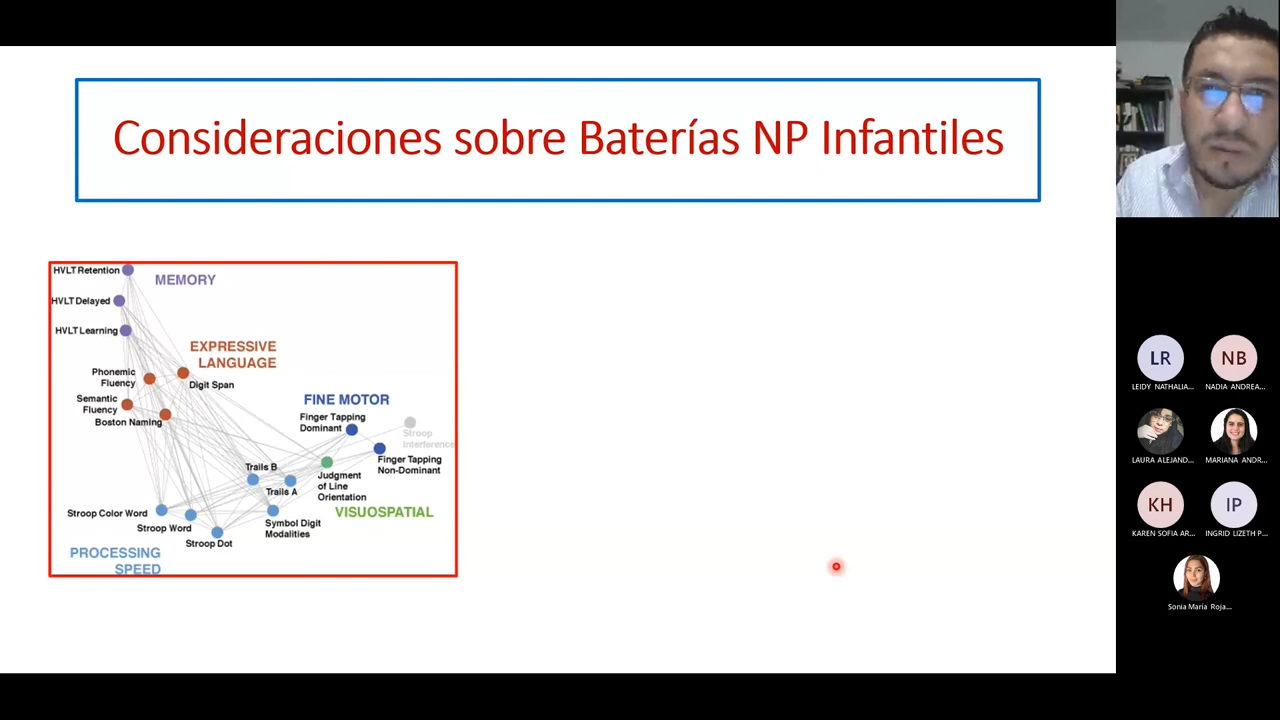 Consideraciones sobre Baterías NP Infantiles
HVLT Retention
MEMORY
HVLT Delayed
HVLT Learning
EXPRESSIVE
LANGUAGE
Phonemic
Fluency
Digit Span
Semantic
Fluency
Boston Naming
FINE MOTOR
Finger Tapping
Dominant
Stroop
Interference
Finger Tapping
Non-Dominant
Trails B
Trails A
Judgment
of Line
Orientation
VISUOSPATIAL
Stroop Color Word
Stroop Word
Stroop Dot
Symbol Digit
Modalities
PROCESSING
SPEED
LR
NB
LEIDY NATHALIA...
NADIA ANDREA...
LAURA ALEJAND...
MARIANA ANDR...
KH
IP
KAREN SOFIA AR...
INGRID LIZETH P...
Sonia María Roja...